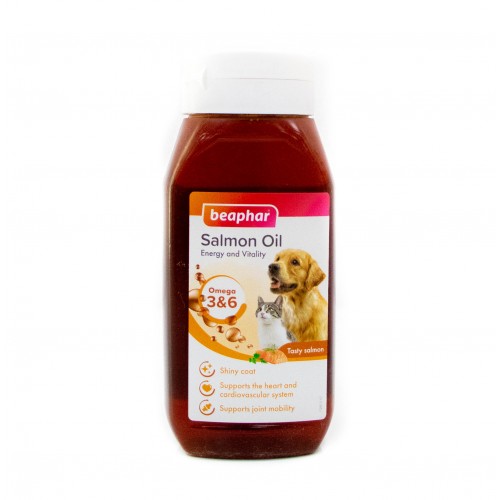 beaphar
Salmon Oil
Energy and Vitality
Omega
3&6
Tasty salmon
Shiny coat
Supports the heart and
cardiovascular system
Supports joint mobility